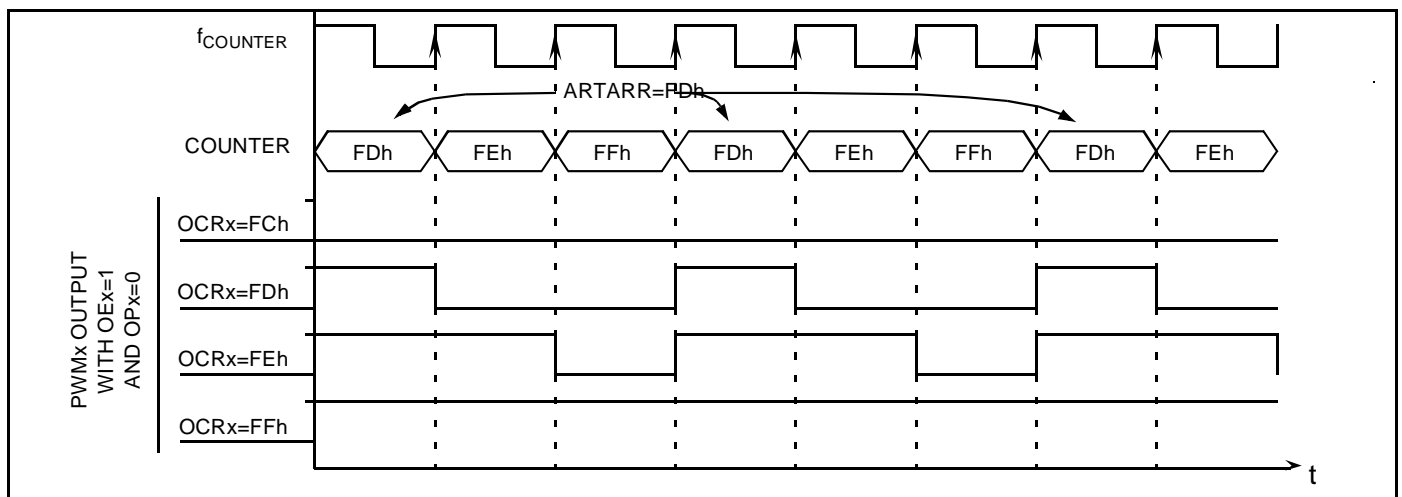 fCOUNTER
ARTARR=FDh
COUNTER
FDh FEh FFh FDh FEh FFh FDh FEh
PWMx OUTPUT
WITH OEx=1
AND OPx=0
OCRx=FCh
OCRx=FDh
OCRx=FEh
OCRx=FFh
t